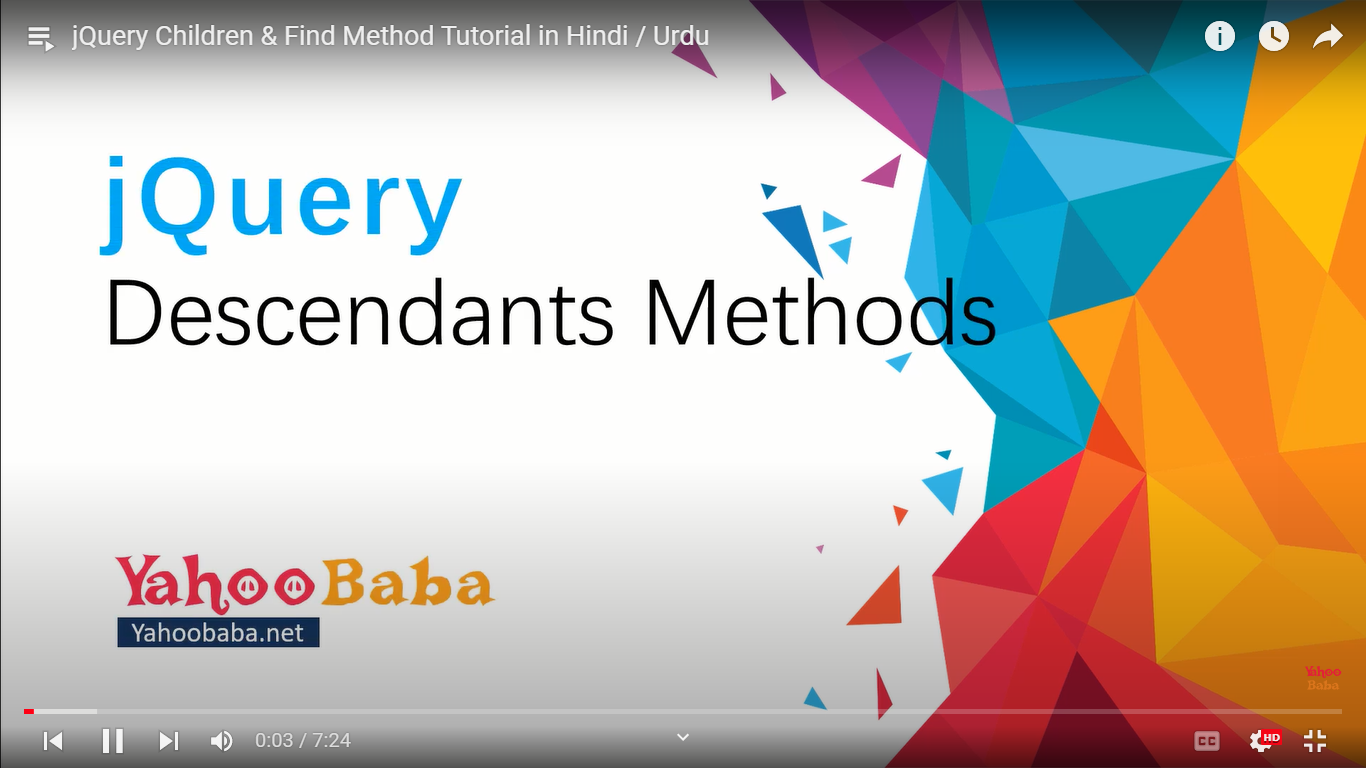 jQuery Children & Find Method Tutorial in Hindi / Urdu
jQuery
Descendants Methods
YahooBaba
Yahoobaba.net
Yahoo
Baba
0:03 / 7:24
CC
HD